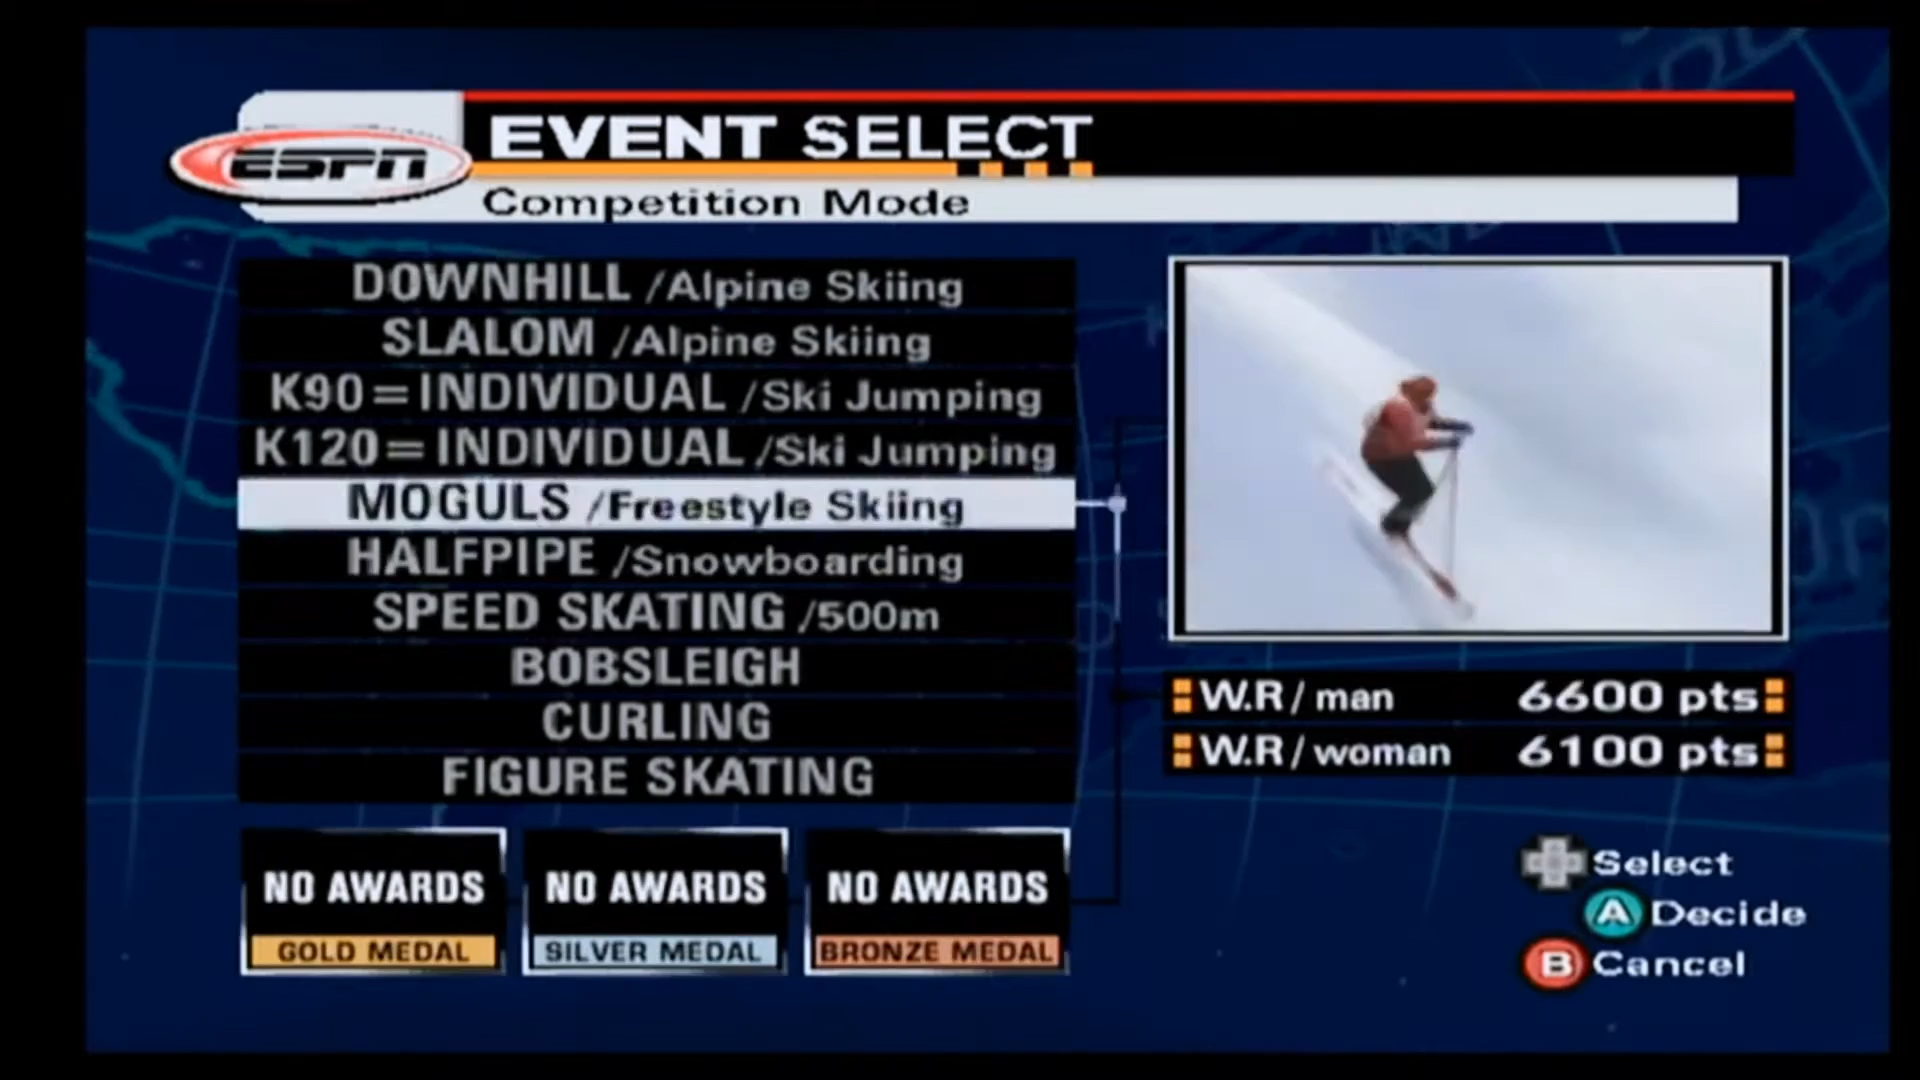 ESPN
EVENT SELECT
Competition Mode
DOWNHILL /Alpine Skiing
SLALOM /Alpine Skiing
K90=INDIVIDUAL /Ski Jumping
K120=INDIVIDUAL /Ski Jumping
MOGULS /Freestyle Skiing
HALFPIPE /Snowboarding
SPEED SKATING /500m
BOBSLEIGH
CURLING
FIGURE SKATING
W.R/man 6600 pts
W.R/woman 6100 pts
NO AWARDS NO AWARDS NO AWARDS
GOLD MEDAL SILVER MEDAL BRONZE MEDAL
Select
A Decide
B Cancel